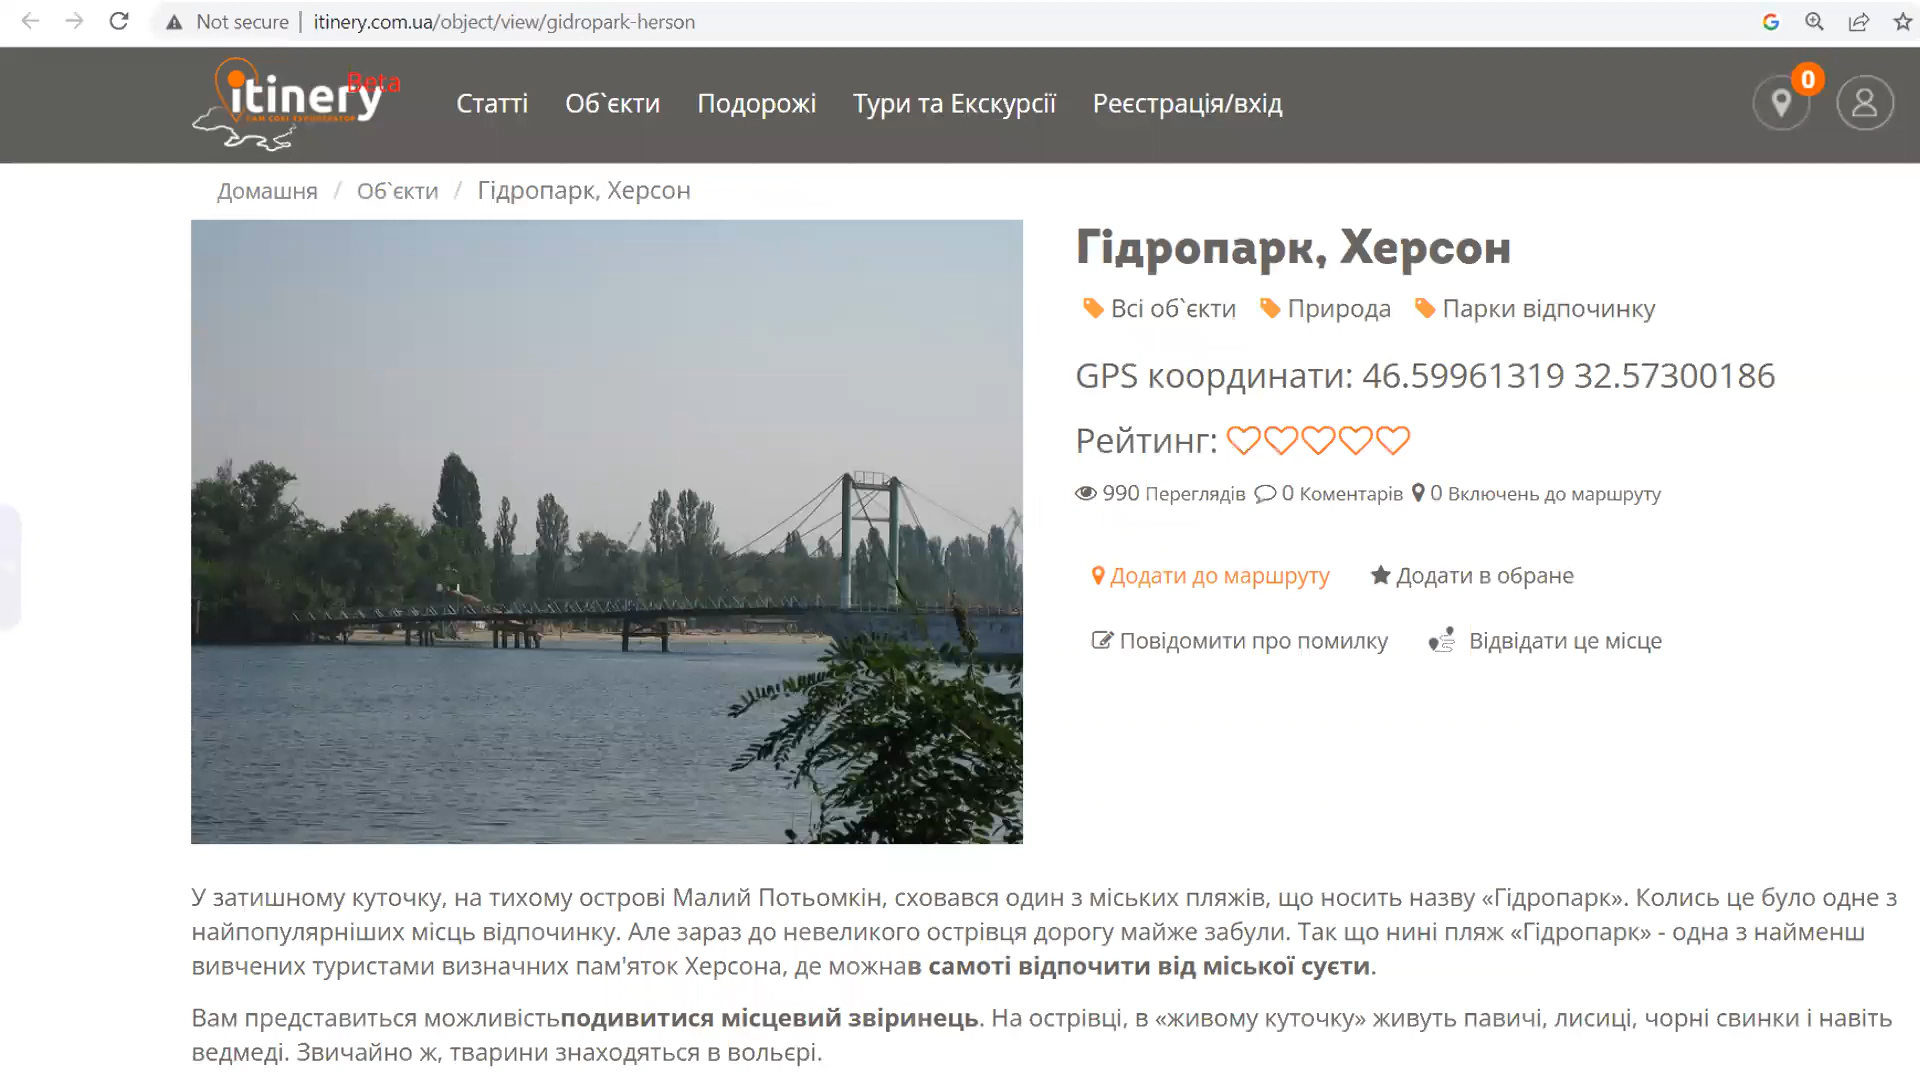 Not secure | itinery.com.ua/object/view/gidropark-herson
itinery Beta
Статті Об`єкти Подорожі Тури та Екскурсії Реєстрація/вхід
0
Домашня / Об`єкти / Гідропарк, Херсон
Гідропарк, Херсон
Всі об`єкти Природа Парки відпочинку
GPS координати: 46.59961319 32.57300186
Рейтинг:
990 Переглядів 0 Коментарів 0 Включень до маршруту
Додати до маршруту Додати в обране
Повідомити про помилку Відвідати це місце
У затишному куточку, на тихому острові Малий Потьомкін, сховався один з міських пляжів, що носить назву «Гідропарк». Колись це було одне з
найпопулярніших місць відпочинку. Але зараз до невеликого острівця дорогу майже забули. Так що нині пляж «Гідропарк» - одна з найменш
вивчених туристами визначних пам'яток Херсона, де можнав самоті відпочити від міської суєти.
Вам представиться можливістьподивитися місцевий звіринець. На острівці, в «живому куточку» живуть павичі, лисиці, чорні свинки і навіть
ведмеді. Звичайно ж, тварини знаходяться в вольєрі.